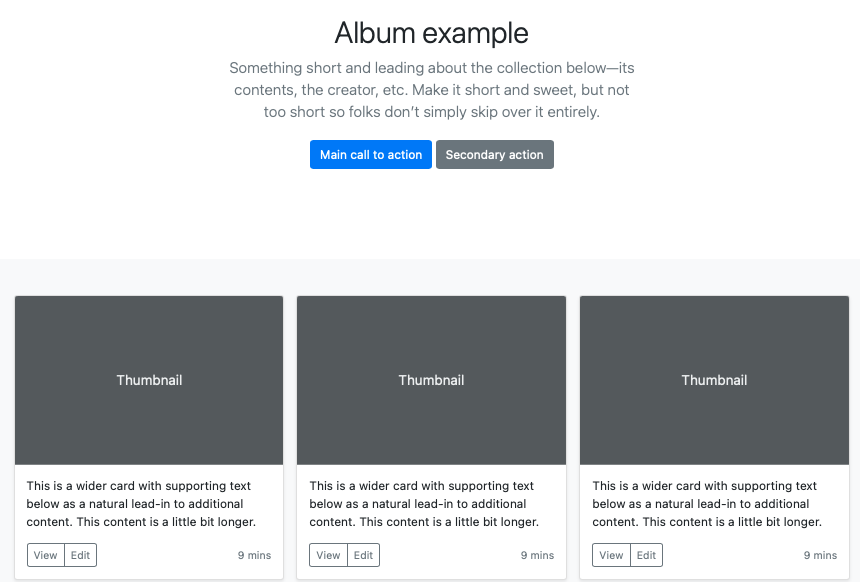 Album example
Something short and leading about the collection below—its
contents, the creator, etc. Make it short and sweet, but not
too short so folks don’t simply skip over it entirely.
Main call to action Secondary action
Thumbnail
This is a wider card with supporting text
below as a natural lead-in to additional
content. This content is a little bit longer.
View Edit 9 mins
Thumbnail
This is a wider card with supporting text
below as a natural lead-in to additional
content. This content is a little bit longer.
View Edit 9 mins
Thumbnail
This is a wider card with supporting text
below as a natural lead-in to additional
content. This content is a little bit longer.
View Edit 9 mins